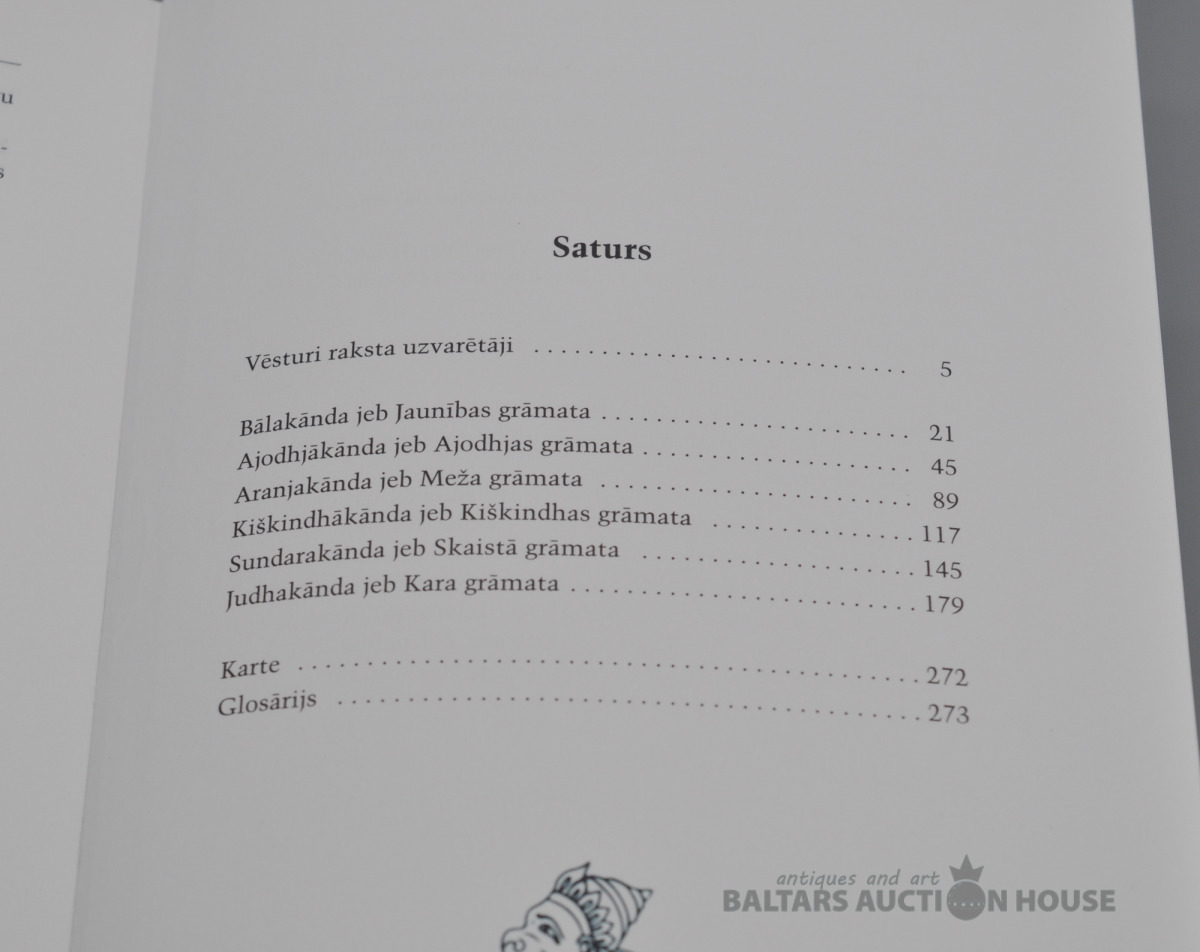 u
-
s
Saturs
Vēsturi raksta uzvarētāji . . . . . . . . . . . . . . . . . . . . . . . . . . . . 5
Bālakānda jeb Jaunības grāmata . . . . . . . . . . . . . . . . . . . . . . . 21
Ajodhjākānda jeb Ajodhjas grāmata . . . . . . . . . . . . . . . . . . . . 45
Aranjakānda jeb Meža grāmata . . . . . . . . . . . . . . . . . . . . . . . 89
Kiškindhākānda jeb Kiškindhas grāmata . . . . . . . . . . . . . . . 117
Sundarakānda jeb Skaistā grāmata . . . . . . . . . . . . . . . . . . . . 145
Judhakānda jeb Kara grāmata . . . . . . . . . . . . . . . . . . . . . . . . . 179
Karte . . . . . . . . . . . . . . . . . . . . . . . . . . . . . . . . . . . . . . . . . . . . . 272
Glosārijs . . . . . . . . . . . . . . . . . . . . . . . . . . . . . . . . . . . . . . . . . . 273
antiques and art
BALTARS AUCTION HOUSE